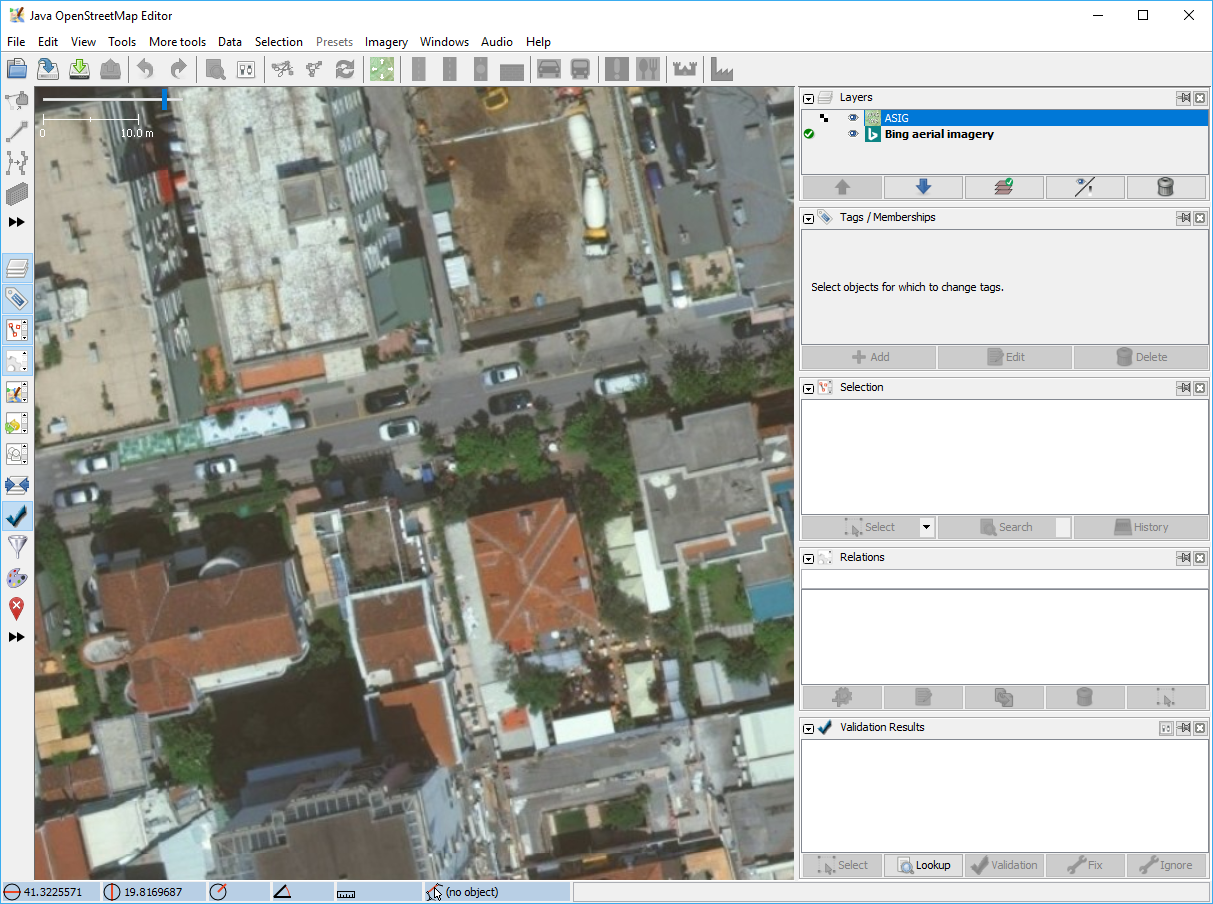 Java OpenStreetMap Editor
File Edit View Tools More tools Data Selection Presets Imagery Windows Audio Help
0 10.0 m
Layers
ASIG
Bing aerial imagery
Tags / Memberships
Select objects for which to change tags.
Add Edit Delete
Selection
Select Search History
Relations
Validation Results
Select Lookup Validation Fix Ignore
41.3225571 19.8169687 (no object)